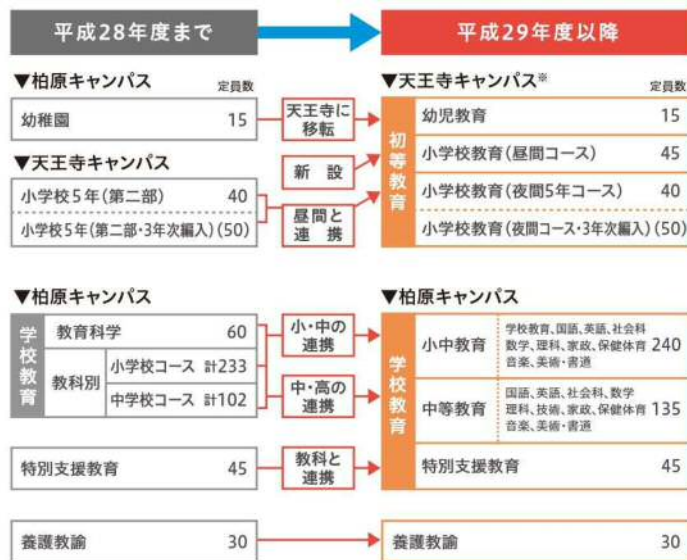 平成28年度まで
平成29年度以降
▼柏原キャンパス 定員数
幼稚園 15
▼天王寺キャンパス
小学校5年(第二部) 40
小学校5年(第二部・3年次編入)(50)
天王寺に
移転
新設
昼間と
連携
▼天王寺キャンパス※ 定員数
初等教育
幼児教育 15
小学校教育(昼間コース) 45
小学校教育(夜間5年コース) 40
小学校教育(夜間コース・3年次編入)(50)
▼柏原キャンパス
学校教育
教育科学 60
教科別
小学校コース 計233
中学校コース 計102
特別支援教育 45
養護教諭 30
小・中の
連携
中・高の
連携
教科と
連携
▼柏原キャンパス
学校教育
小中教育
学校教育、国語、英語、社会科
数学、理科、家政、保健体育
音楽、美術・書道
240
中等教育
国語、英語、社会科、数学
理科、技術、家政、保健体育
音楽、美術・書道
135
特別支援教育 45
養護教諭 30